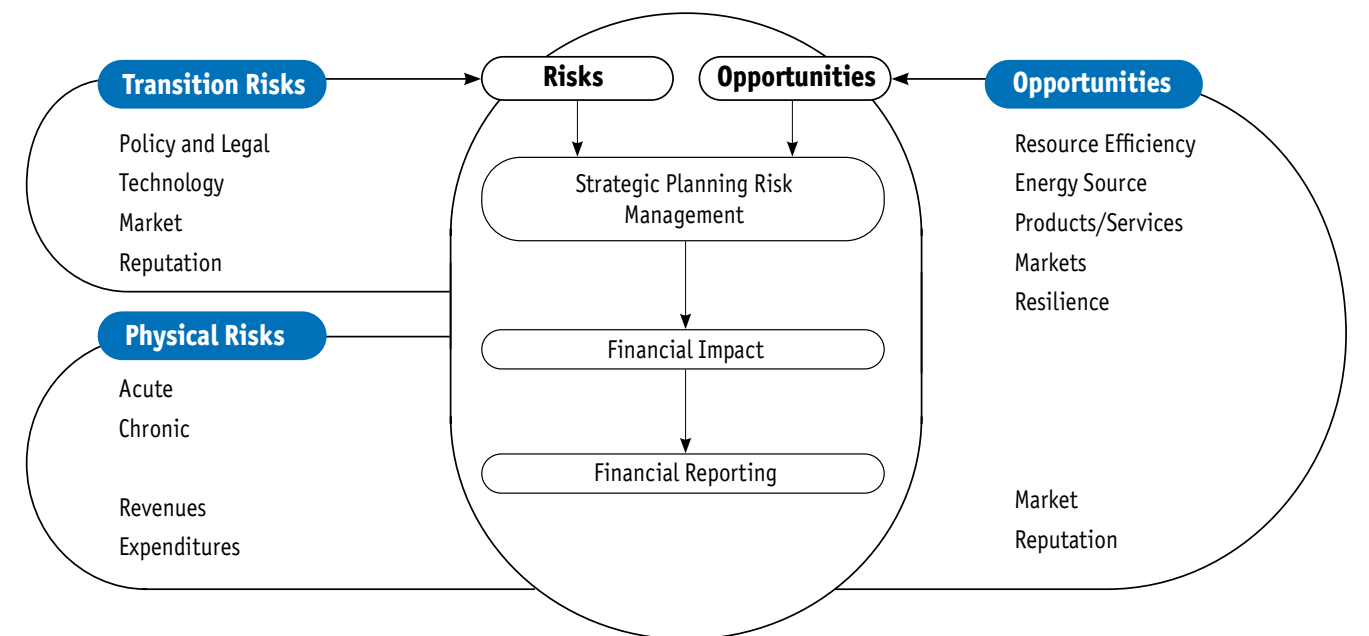 Transition Risks
Policy and Legal
Technology
Market
Reputation
Physical Risks
Acute
Chronic
Revenues
Expenditures
Risks
Opportunities
Strategic Planning Risk
Management
Financial Impact
Financial Reporting
Opportunities
Resource Efficiency
Energy Source
Products/Services
Markets
Resilience
Market
Reputation